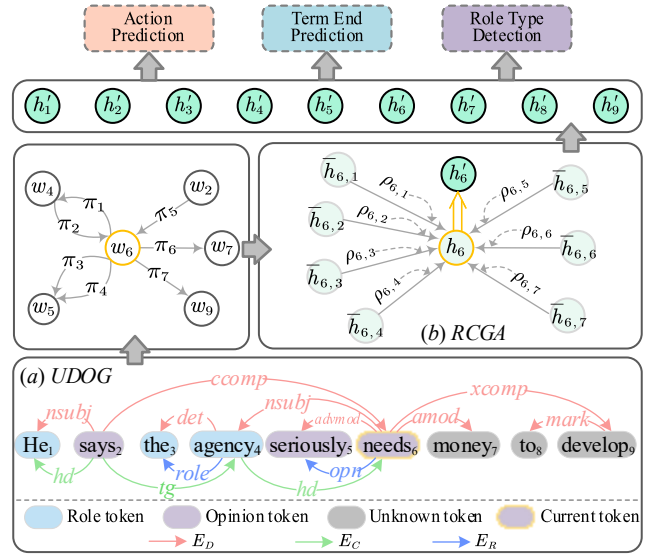 Action Prediction
Term End Prediction
Role Type Detection
h′1 h′2 h′3 h′4 h′5 h′6 h′7 h′8 h′9
w4 π1 w2
π2 π5
w6 π6 w7
π3 π4 π7
w5 w9
h̅6,1 ρ6,1 h′6 ρ6,5 h̅6,5
h̅6,2 ρ6,2 h6 ρ6,6 h̅6,6
h̅6,3 ρ6,3
h̅6,4 ρ6,4 ρ6,7 h̅6,7
(b) RCGA
(a) UDOG
ccomp xcomp
nsubj det nsubj advmod amod mark
He1 says2 the3 agency4 seriously5 needs6 money7 to8 develop9
hd role opn
tg hd
Role token Opinion token Unknown token Current token
ED EC ER